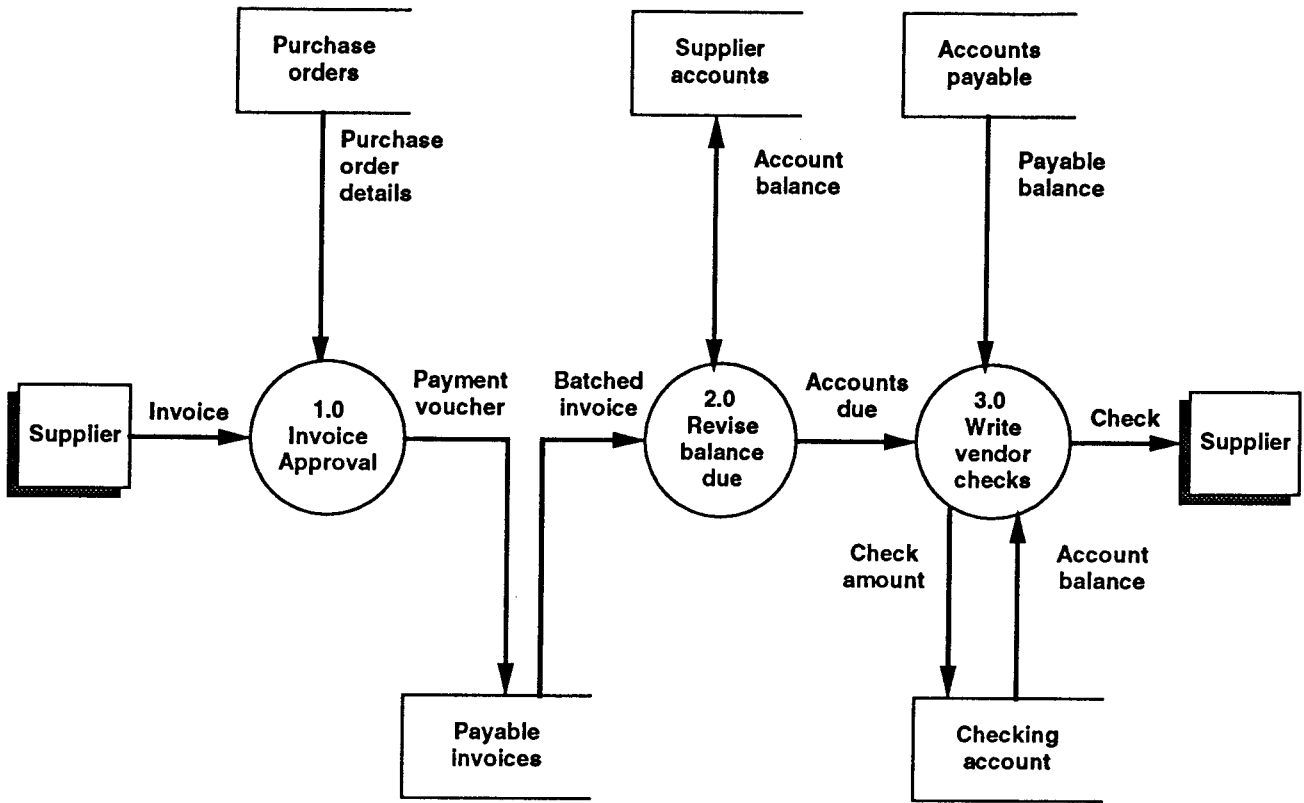 Purchase
orders
Supplier
accounts
Accounts
payable
Purchase
order
details
Account
balance
Payable
balance
Supplier
Invoice
1.0
Invoice
Approval
Payment
voucher
Batched
invoice
2.0
Revise
balance
due
Accounts
due
3.0
Write
vendor
checks
Check
Supplier
Check
amount
Account
balance
Payable
invoices
Checking
account